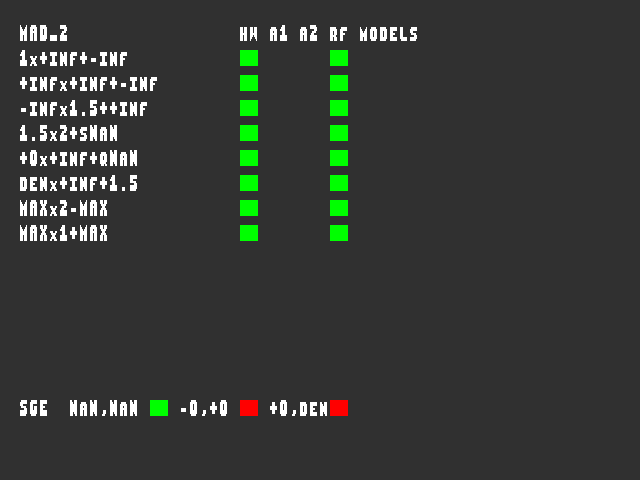 MAD_2 HW A1 A2 RF MODELS
1x+INF+-INF
+INFx+INF+-INF
-INFx1.5++INF
1.5x2+SNAN
+0x+INF+QNAN
DENx+INF+1.5
MAXx2-MAX
MAXx1+MAX
SGE NAN,NAN -0,+0 +0,DEN